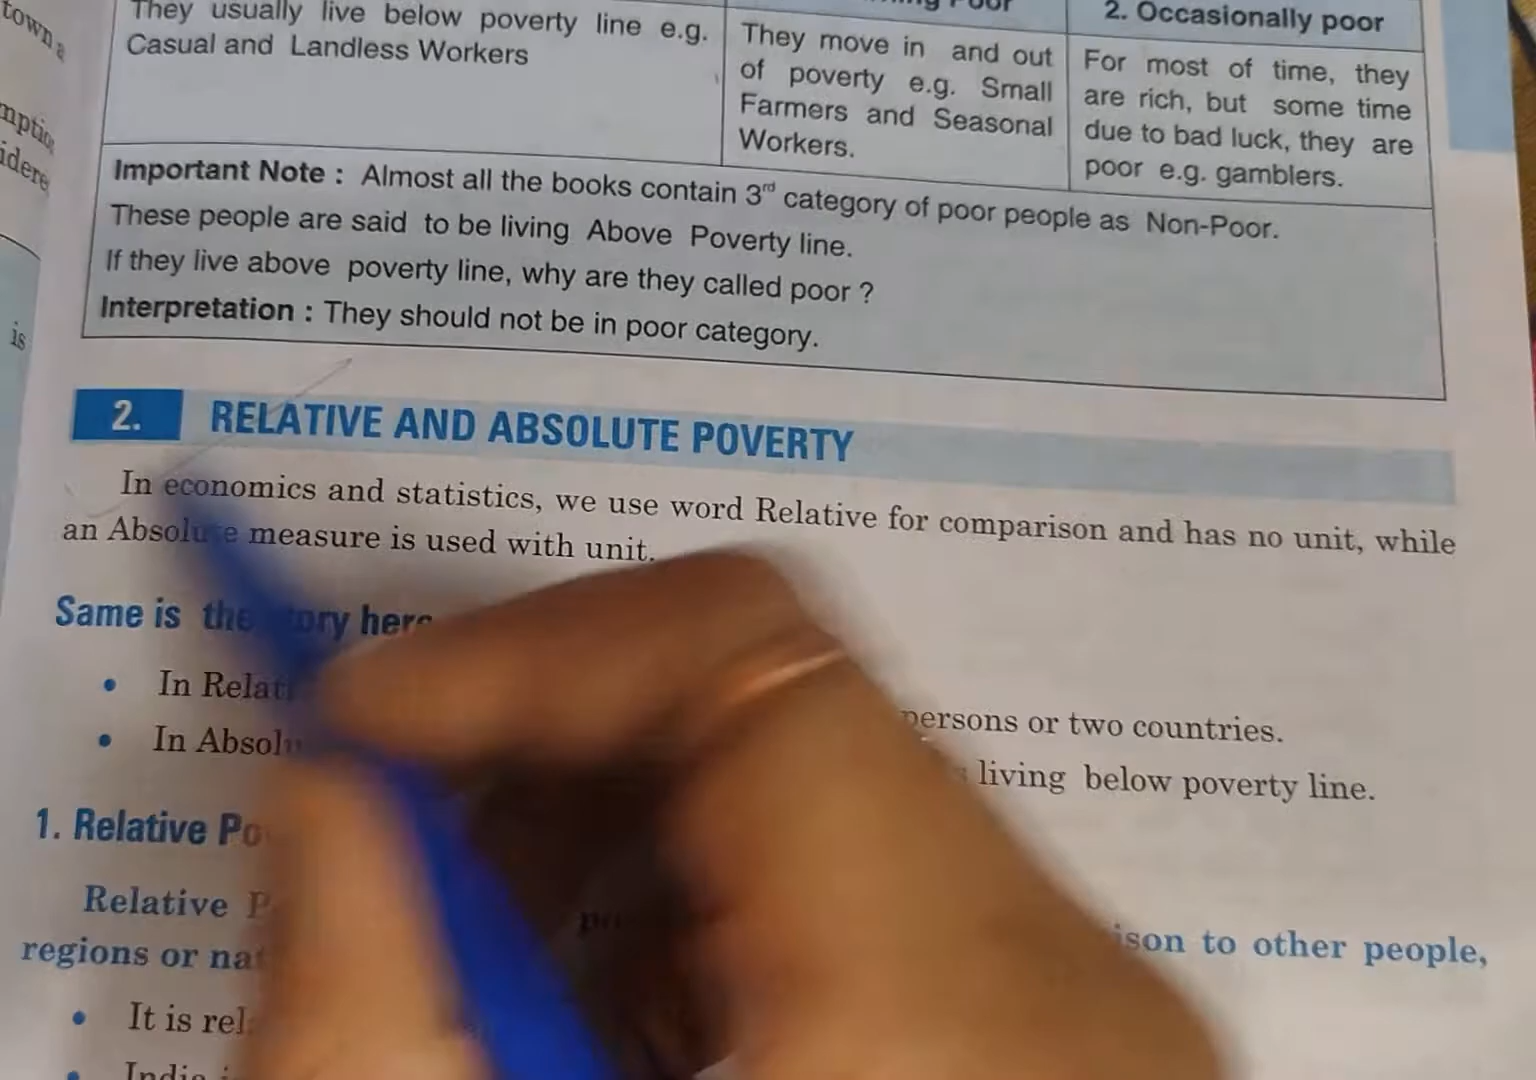 town a
mptio
idere
is
2. Occasionally poor
They usually live below poverty line e.g.
Casual and Landless Workers
They move in and out
of poverty e.g. Small
Farmers and Seasonal
Workers.
For most of time, they
are rich, but some time
due to bad luck, they are
poor e.g. gamblers.
Important Note : Almost all the books contain 3rd category of poor people as Non-Poor.
These people are said to be living Above Poverty line.
If they live above poverty line, why are they called poor ?
Interpretation : They should not be in poor category.
2. RELATIVE AND ABSOLUTE POVERTY
In economics and statistics, we use word Relative for comparison and has no unit, while
an Absolute measure is used with unit.
Same is the story here
In Relati
persons or two countries.
In Absolu
living below poverty line.
1. Relative Po
Relative P
ison to other people,
regions or nat
It is rel
India